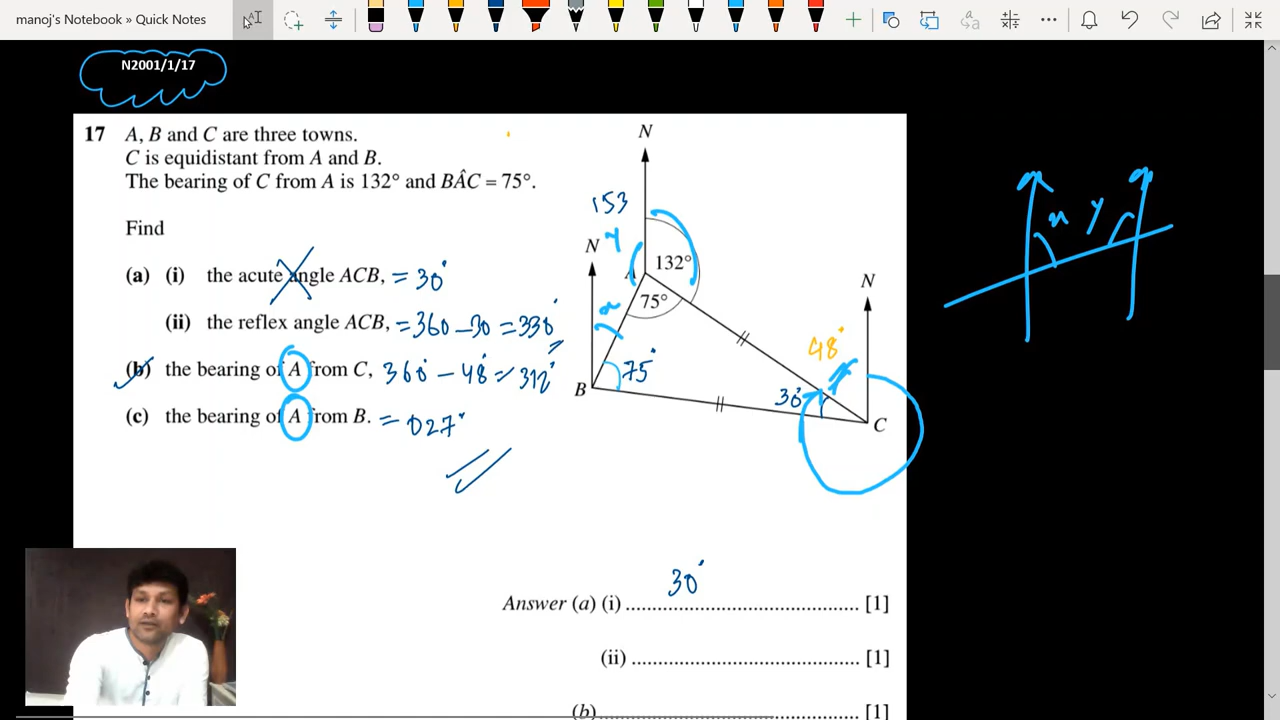 manoj's Notebook » Quick Notes
N2001/1/17
17 A, B and C are three towns.
C is equidistant from A and B.
The bearing of C from A is 132° and BÂC = 75°.
Find
(a) (i) the acute angle ACB, = 30°
(ii) the reflex angle ACB, = 360 - 30 = 330°
(b) the bearing of A from C, 360° - 48° = 312°
(c) the bearing of A from B. = 027°
N
153
N y
A 132°
75°
x
N
48°
75°
B
30°
C
x y
30°
Answer (a) (i) ............................................... [1]
(ii) ............................................... [1]
(b) ............................................... [1]